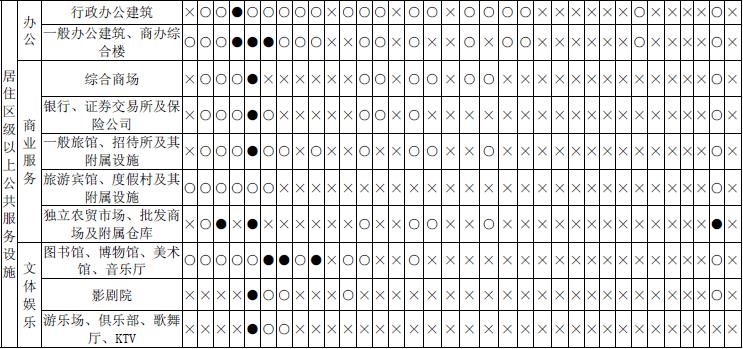 居住区级以上公共服务设施
办公
行政办公建筑
一般办公建筑、商办综
合楼
商业服务
综合商场
银行、证券交易所及保
险公司
一般旅馆、招待所及其
附属设施
旅游宾馆、度假村及其
附属设施
独立农贸市场、批发商
场及附属仓库
文体娱乐
图书馆、博物馆、美术
馆、音乐厅
影剧院
游乐场、俱乐部、歌舞
厅、KTV